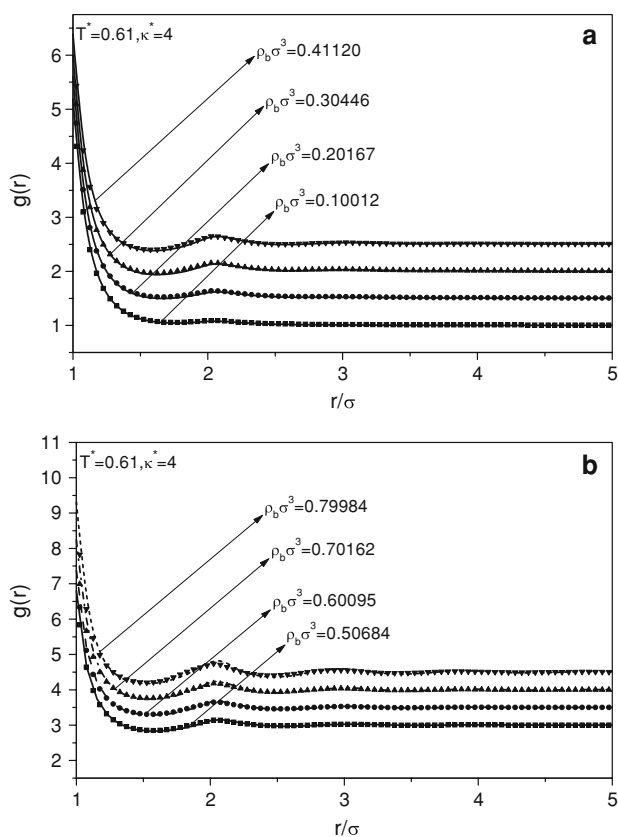 T*=0.61,κ*=4
a
ρbσ³=0.41120
ρbσ³=0.30446
ρbσ³=0.20167
ρbσ³=0.10012
g(r)
6
5
4
3
2
1
1 2 3 4 5
r/σ
T*=0.61,κ*=4
b
ρbσ³=0.79984
ρbσ³=0.70162
ρbσ³=0.60095
ρbσ³=0.50684
g(r)
11
10
9
8
7
6
5
4
3
2
1 2 3 4 5
r/σ